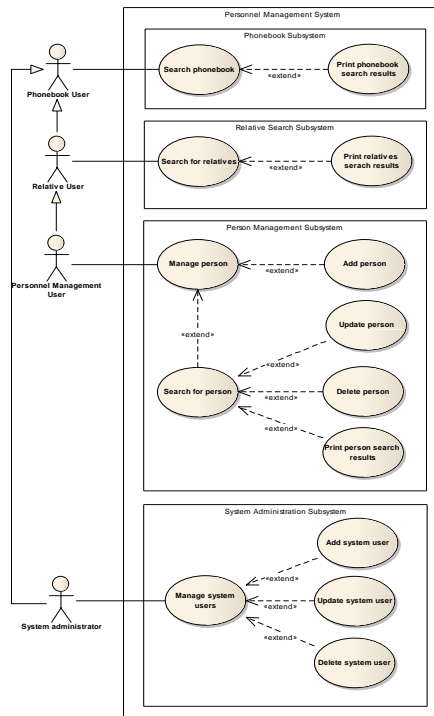 Personnel Management System
Phonebook Subsystem
Search phonebook
«extend»
Print phonebook
search results
Phonebook User
Relative Search Subsystem
Search for relatives
«extend»
Print relatives
serach results
Relative User
Person Management Subsystem
Manage person
«extend»
Add person
Personnel Management
User
«extend»
Update person
«extend»
Search for person
«extend»
Delete person
«extend»
Print person search
results
System Administration Subsystem
Add system user
«extend»
Manage system
users
«extend»
Update system user
«extend»
Delete system user
System administrator